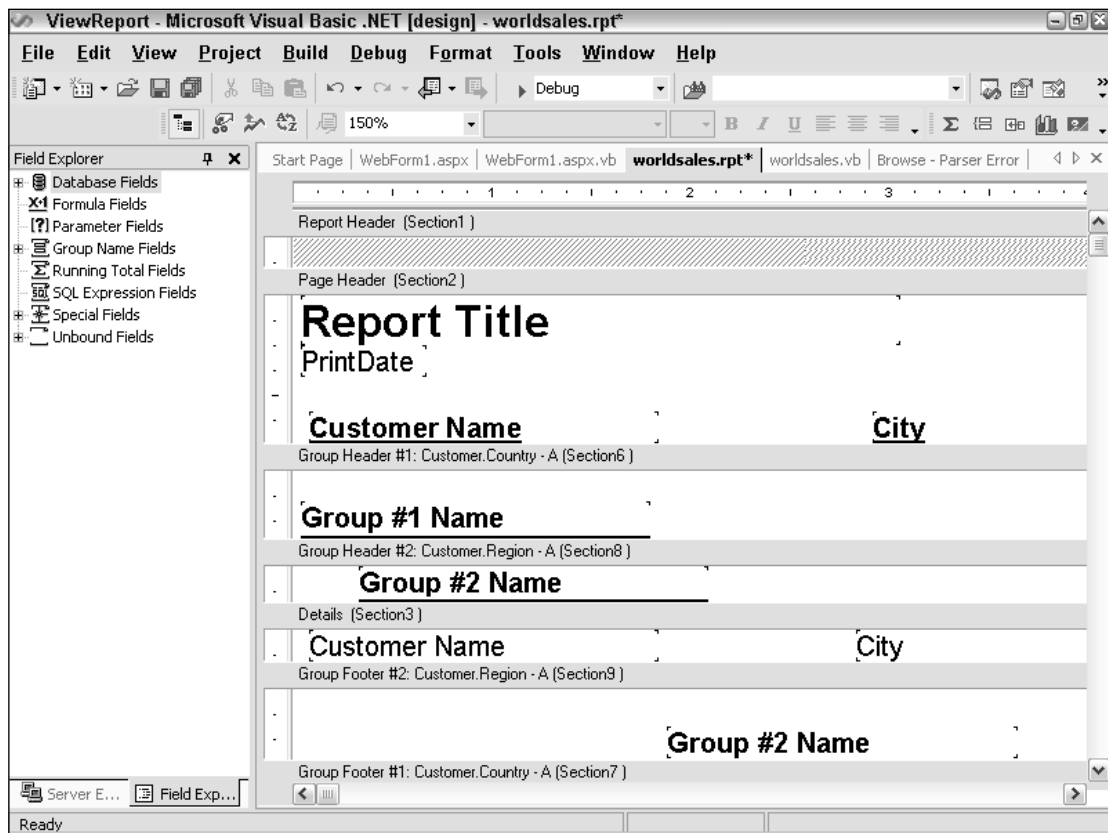 ViewReport - Microsoft Visual Basic .NET [design] - worldsales.rpt*
File Edit View Project Build Debug Format Tools Window Help
Debug
150%
B I U
Field Explorer
Start Page WebForm1.aspx WebForm1.aspx.vb worldsales.rpt* worldsales.vb Browse - Parser Error
Database Fields
Formula Fields
Parameter Fields
Group Name Fields
Running Total Fields
SQL Expression Fields
Special Fields
Unbound Fields
1 2 3
Report Header (Section1 )
Page Header (Section2 )
Report Title
PrintDate
Customer Name City
Group Header #1: Customer.Country - A (Section6 )
Group #1 Name
Group Header #2: Customer.Region - A (Section8 )
Group #2 Name
Details (Section3 )
Customer Name City
Group Footer #2: Customer.Region - A (Section9 )
Group #2 Name
Group Footer #1: Customer.Country - A (Section7 )
Server E... Field Exp...
Ready